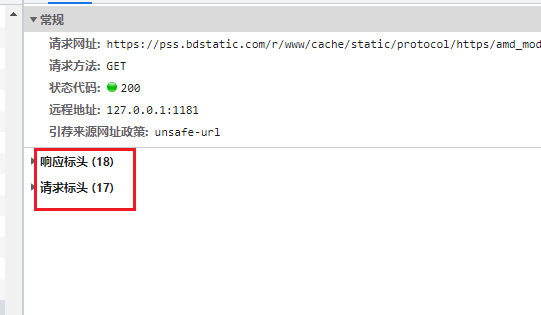 常规
请求网址: https://pss.bdstatic.com/r/www/cache/static/protocol/https/amd_mod
请求方法: GET
状态代码: 200
远程地址: 127.0.0.1:1181
引荐来源网址政策: unsafe-url
响应标头 (18)
请求标头 (17)